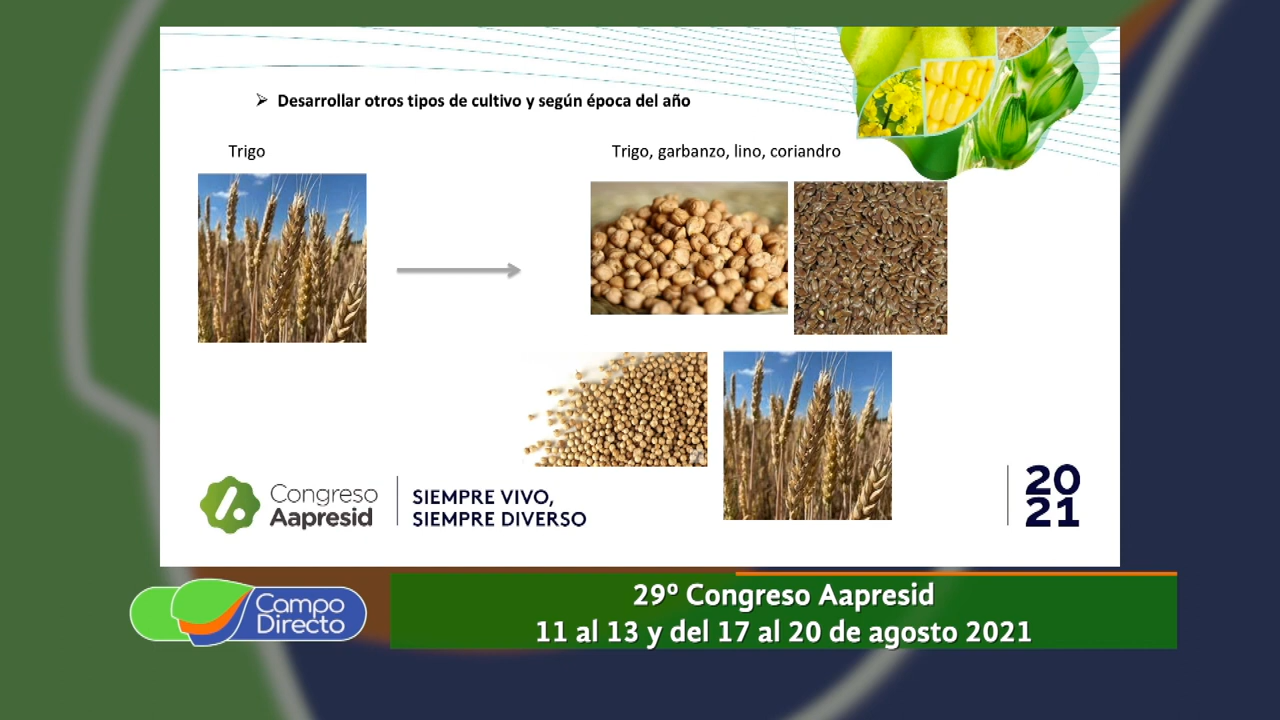 ➢ Desarrollar otros tipos de cultivo y según época del año
Trigo
Trigo, garbanzo, lino, coriandro
Congreso
Aapresid
SIEMPRE VIVO,
SIEMPRE DIVERSO
20
21
Campo
Directo
29º Congreso Aapresid
11 al 13 y del 17 al 20 de agosto 2021